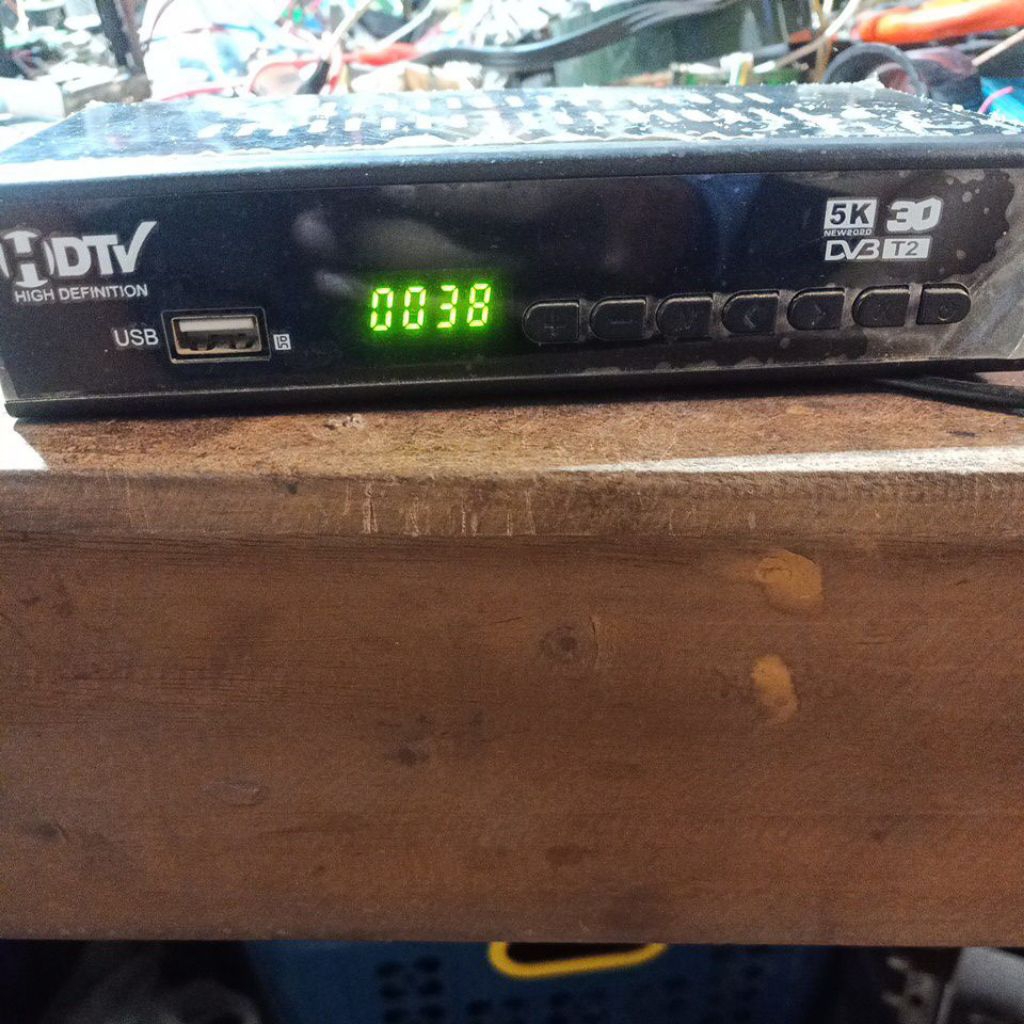 HDTV
HIGH DEFINITION
USB
0038
5K
NEW2020
3D
DVB T2